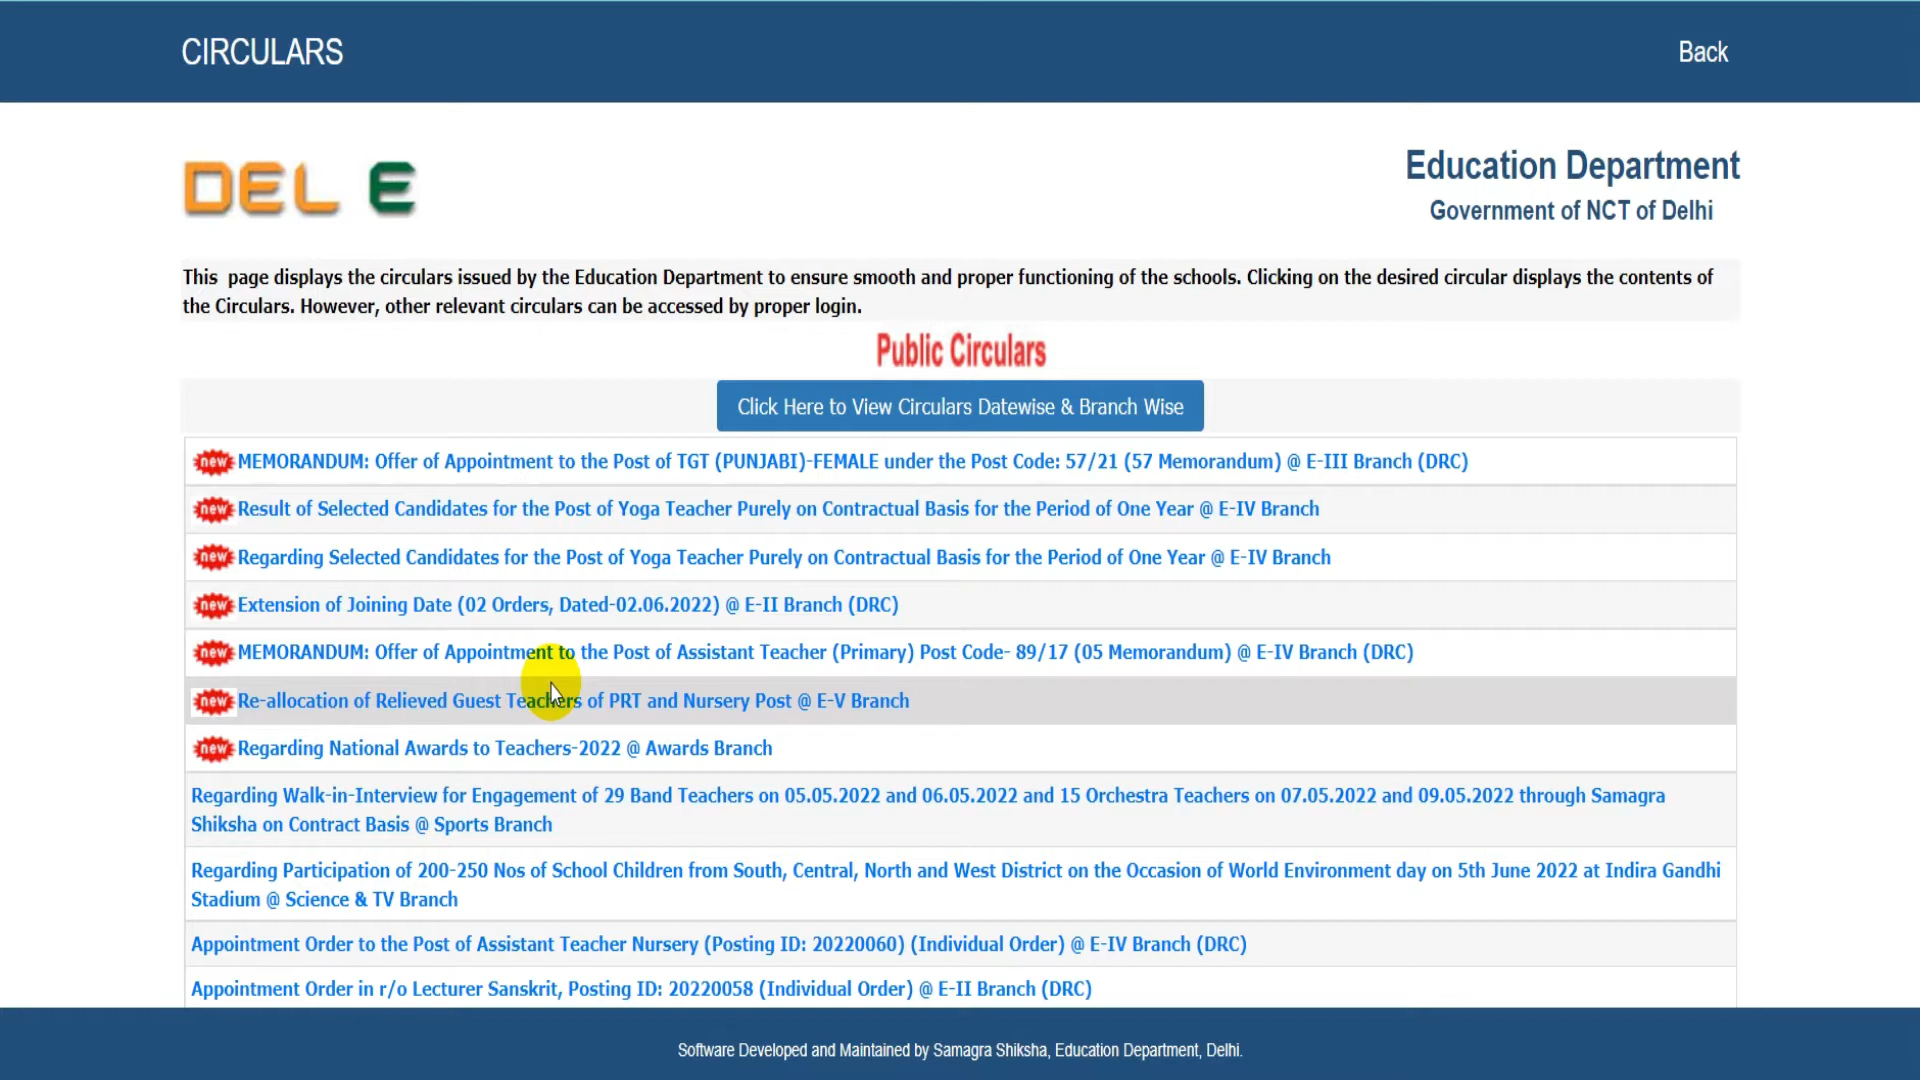 CIRCULARS
Back
DEL E
Education Department
Government of NCT of Delhi
This page displays the circulars issued by the Education Department to ensure smooth and proper functioning of the schools. Clicking on the desired circular displays the contents of
the Circulars. However, other relevant circulars can be accessed by proper login.
Public Circulars
Click Here to View Circulars Datewise & Branch Wise
new MEMORANDUM: Offer of Appointment to the Post of TGT (PUNJABI)-FEMALE under the Post Code: 57/21 (57 Memorandum) @ E-III Branch (DRC)
new Result of Selected Candidates for the Post of Yoga Teacher Purely on Contractual Basis for the Period of One Year @ E-IV Branch
new Regarding Selected Candidates for the Post of Yoga Teacher Purely on Contractual Basis for the Period of One Year @ E-IV Branch
new Extension of Joining Date (02 Orders, Dated-02.06.2022) @ E-II Branch (DRC)
new MEMORANDUM: Offer of Appointment to the Post of Assistant Teacher (Primary) Post Code- 89/17 (05 Memorandum) @ E-IV Branch (DRC)
new Re-allocation of Relieved Guest Teachers of PRT and Nursery Post @ E-V Branch
new Regarding National Awards to Teachers-2022 @ Awards Branch
Regarding Walk-in-Interview for Engagement of 29 Band Teachers on 05.05.2022 and 06.05.2022 and 15 Orchestra Teachers on 07.05.2022 and 09.05.2022 through Samagra
Shiksha on Contract Basis @ Sports Branch
Regarding Participation of 200-250 Nos of School Children from South, Central, North and West District on the Occasion of World Environment day on 5th June 2022 at Indira Gandhi
Stadium @ Science & TV Branch
Appointment Order to the Post of Assistant Teacher Nursery (Posting ID: 20220060) (Individual Order) @ E-IV Branch (DRC)
Appointment Order in r/o Lecturer Sanskrit, Posting ID: 20220058 (Individual Order) @ E-II Branch (DRC)
Software Developed and Maintained by Samagra Shiksha, Education Department, Delhi.